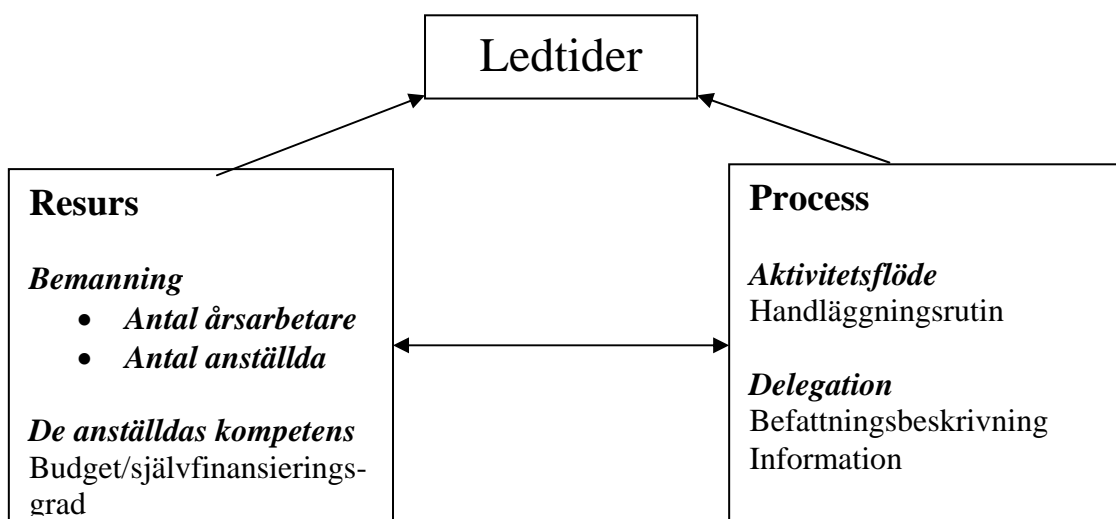 Ledtider
Resurs
Bemanning
• Antal årsarbetare
• Antal anställda
De anställdas kompetens
Budget/självfinansierings-
grad
Process
Aktivitetsflöde
Handläggningsrutin
Delegation
Befattningsbeskrivning
Information